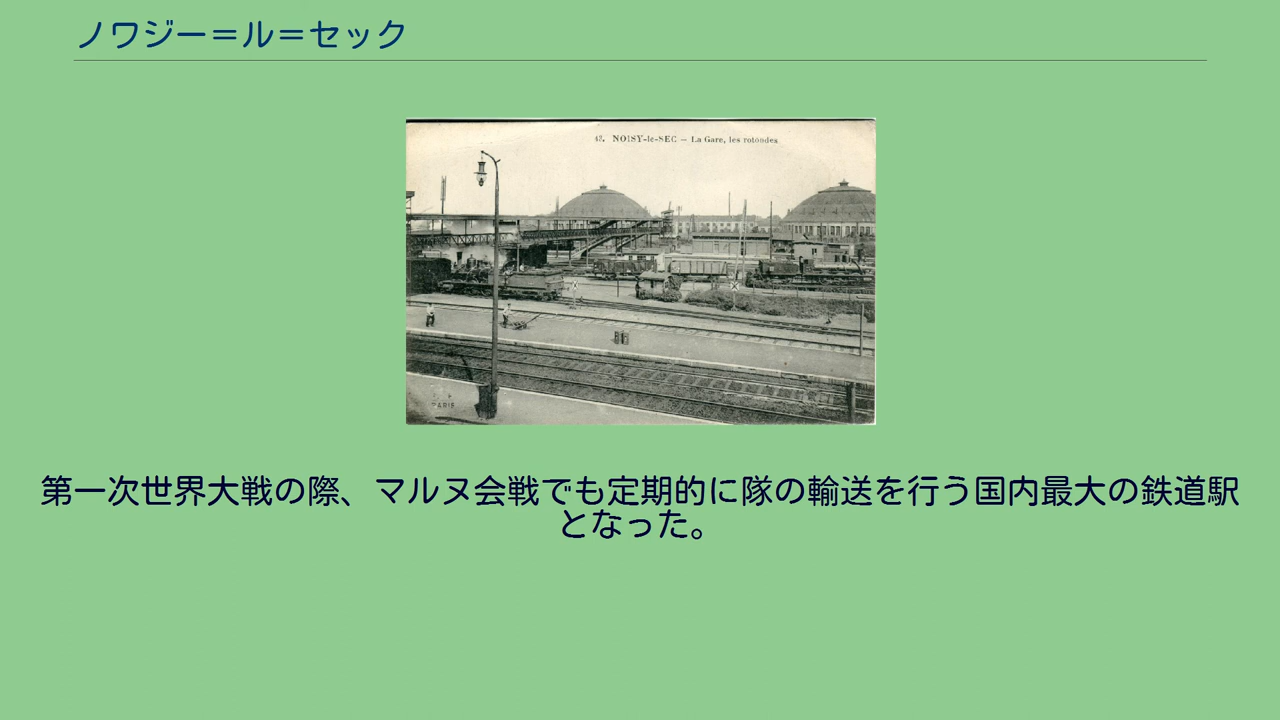 ノワジー＝ル＝セック
48. NOISY-le-SEC — La Gare, les rotondes
PARIS
第一次世界大戦の際、マルヌ会戦でも定期的に隊の輸送を行う国内最大の鉄道駅
となった。